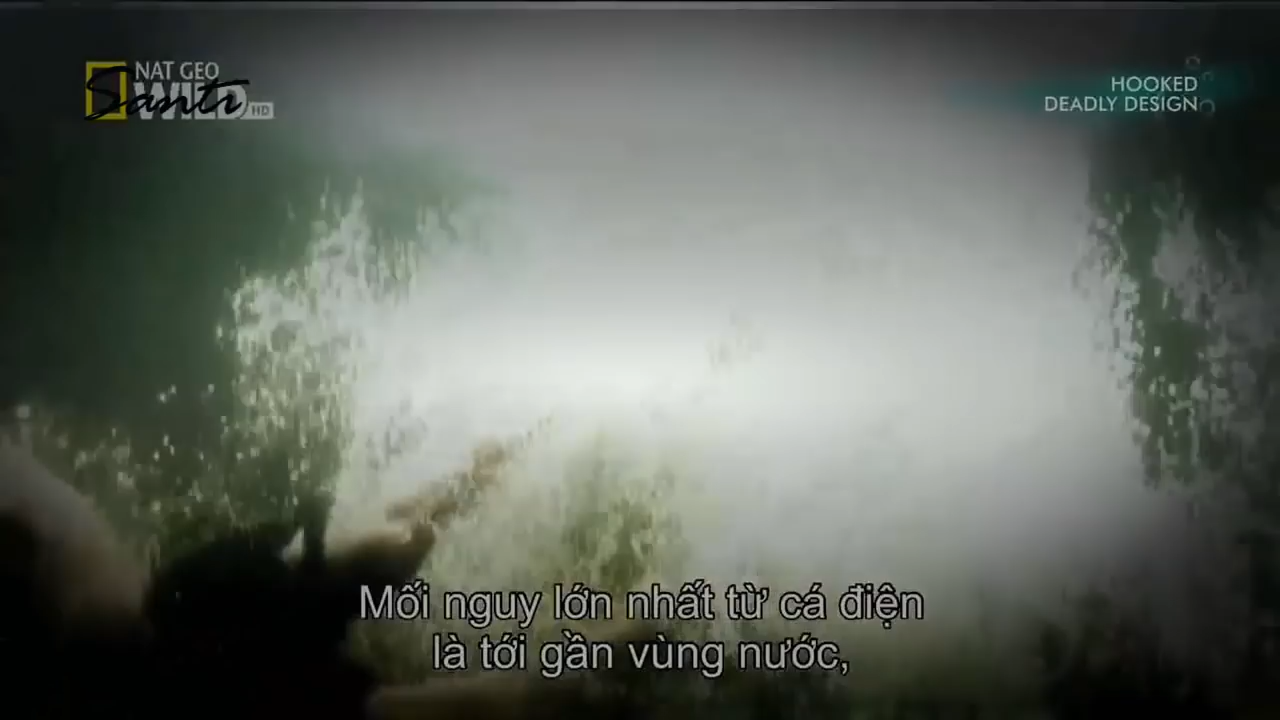 NAT GEO
WILD HD
Santi
HOOKED
DEADLY DESIGN
Mối nguy lớn nhất từ cá điện
là tới gần vùng nước,